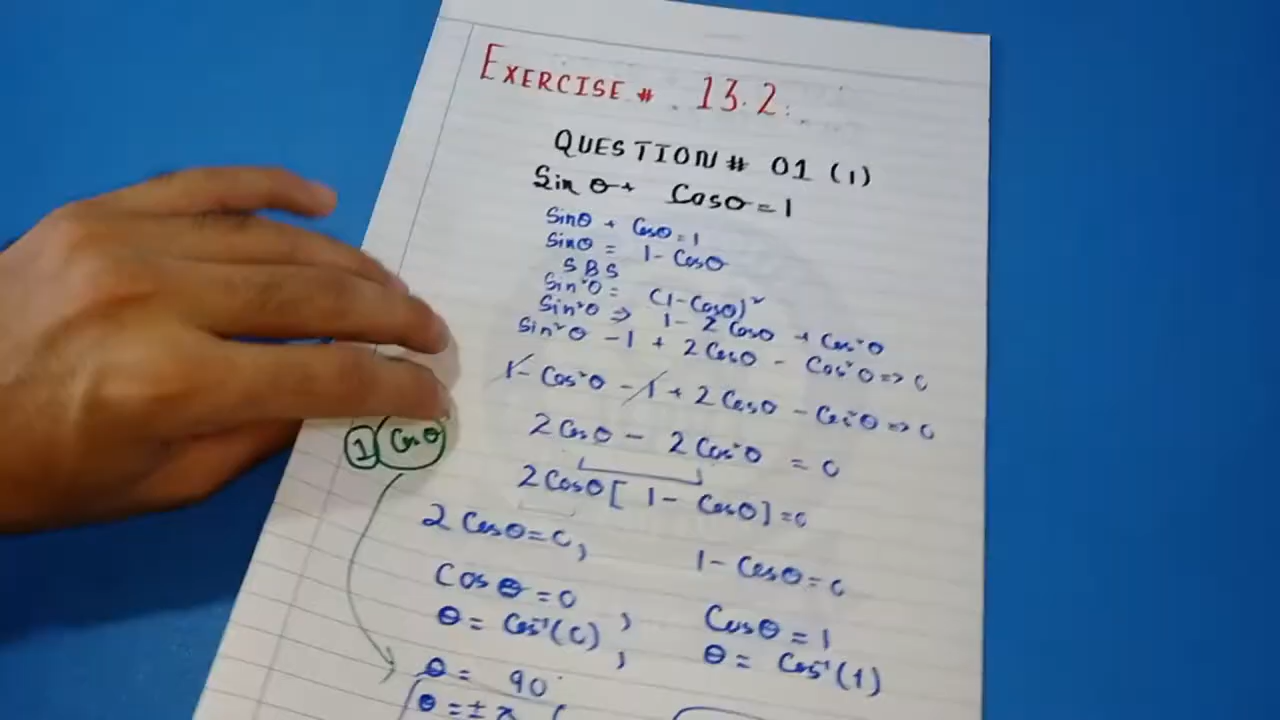 EXERCISE # 13.2
QUESTION # 01 (1)
Sin θ + Cosθ = 1
Sinθ + Cosθ = 1
Sinθ = 1 - Cosθ
SBS
Sin²θ = (1 - Cosθ)²
Sin²θ => 1 - 2Cosθ + Cos²θ
Sin²θ - 1 + 2Cosθ - Cos²θ => 0
1 - Cos²θ - 1 + 2Cosθ - Cos²θ => 0
2Cosθ - 2Cos²θ = 0
① Cosθ
2Cosθ [ 1 - Cosθ ] = 0
2Cosθ = 0, 1 - Cosθ = 0
Cosθ = 0 , Cosθ = 1
θ = Cos⁻¹(0) , θ = Cos⁻¹(1)
θ = 90°
θ = ±